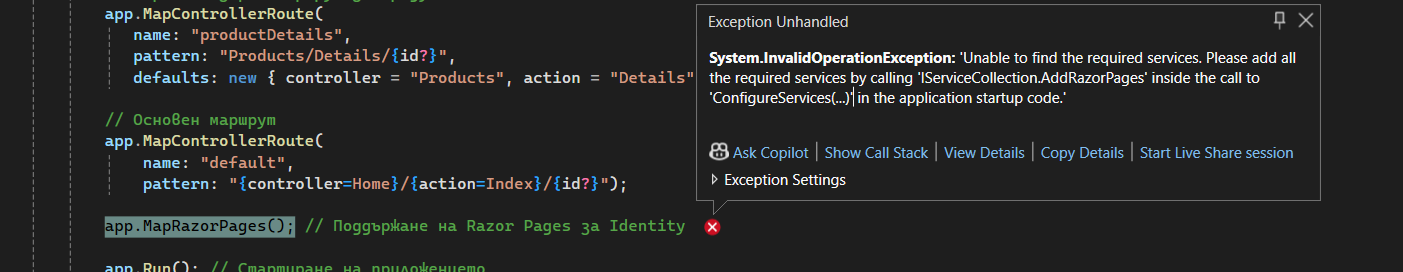 app.MapControllerRoute(
name: "productDetails",
pattern: "Products/Details/{id?}",
defaults: new { controller = "Products", action = "Details"
// Основен маршрут
app.MapControllerRoute(
name: "default",
pattern: "{controller=Home}/{action=Index}/{id?}");
app.MapRazorPages(); // Поддържане на Razor Pages за Identity
app.Run(); // Стартиране на приложението
Exception Unhandled
System.InvalidOperationException: 'Unable to find the required services. Please add all
the required services by calling 'IServiceCollection.AddRazorPages' inside the call to
'ConfigureServices(...)' in the application startup code.'
Ask Copilot | Show Call Stack | View Details | Copy Details | Start Live Share session
Exception Settings